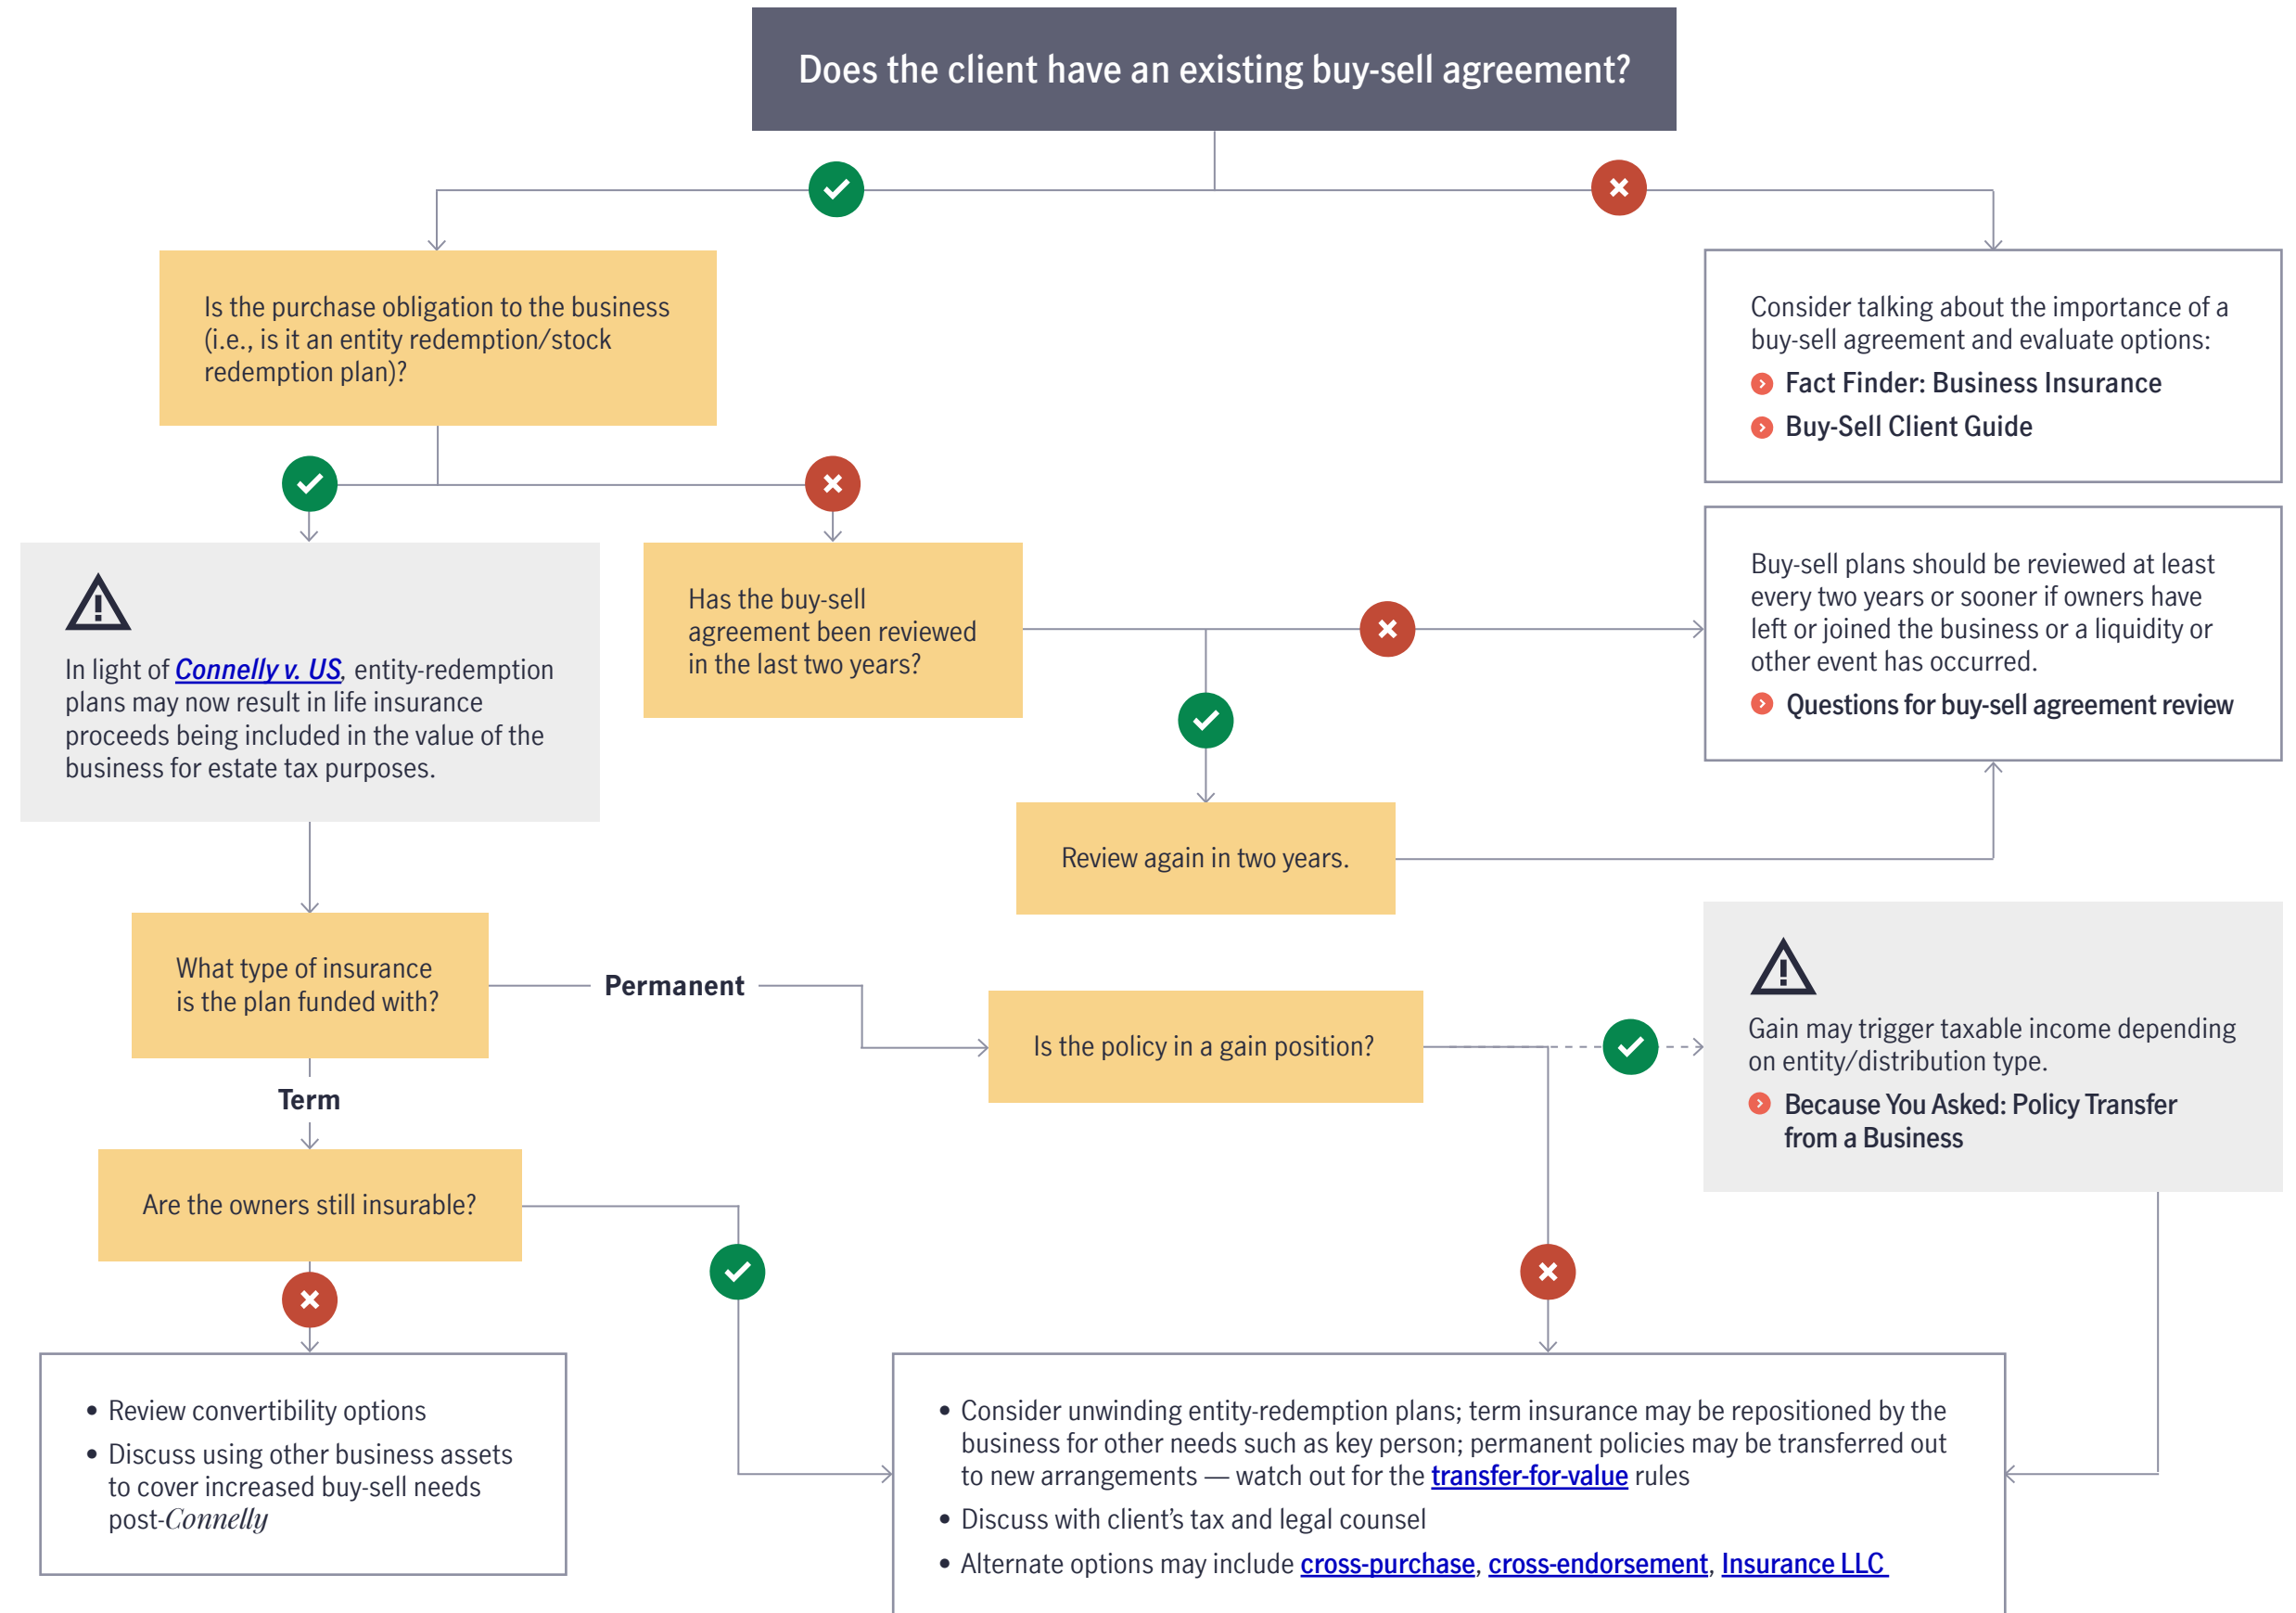 Does the client have an existing buy-sell agreement?
Is the purchase obligation to the business
(i.e., is it an entity redemption/stock
redemption plan)?
Consider talking about the importance of a
buy-sell agreement and evaluate options:
Fact Finder: Business Insurance
Buy-Sell Client Guide
In light of Connelly v. US, entity-redemption
plans may now result in life insurance
proceeds being included in the value of the
business for estate tax purposes.
Has the buy-sell
agreement been reviewed
in the last two years?
Buy-sell plans should be reviewed at least
every two years or sooner if owners have
left or joined the business or a liquidity or
other event has occurred.
Questions for buy-sell agreement review
Review again in two years.
What type of insurance
is the plan funded with?
Permanent
Is the policy in a gain position?
Gain may trigger taxable income depending
on entity/distribution type.
Because You Asked: Policy Transfer
from a Business
Term
Are the owners still insurable?
• Review convertibility options
• Discuss using other business assets
to cover increased buy-sell needs
post-Connelly
• Consider unwinding entity-redemption plans; term insurance may be repositioned by the
business for other needs such as key person; permanent policies may be transferred out
to new arrangements — watch out for the transfer-for-value rules
• Discuss with client’s tax and legal counsel
• Alternate options may include cross-purchase, cross-endorsement, Insurance LLC